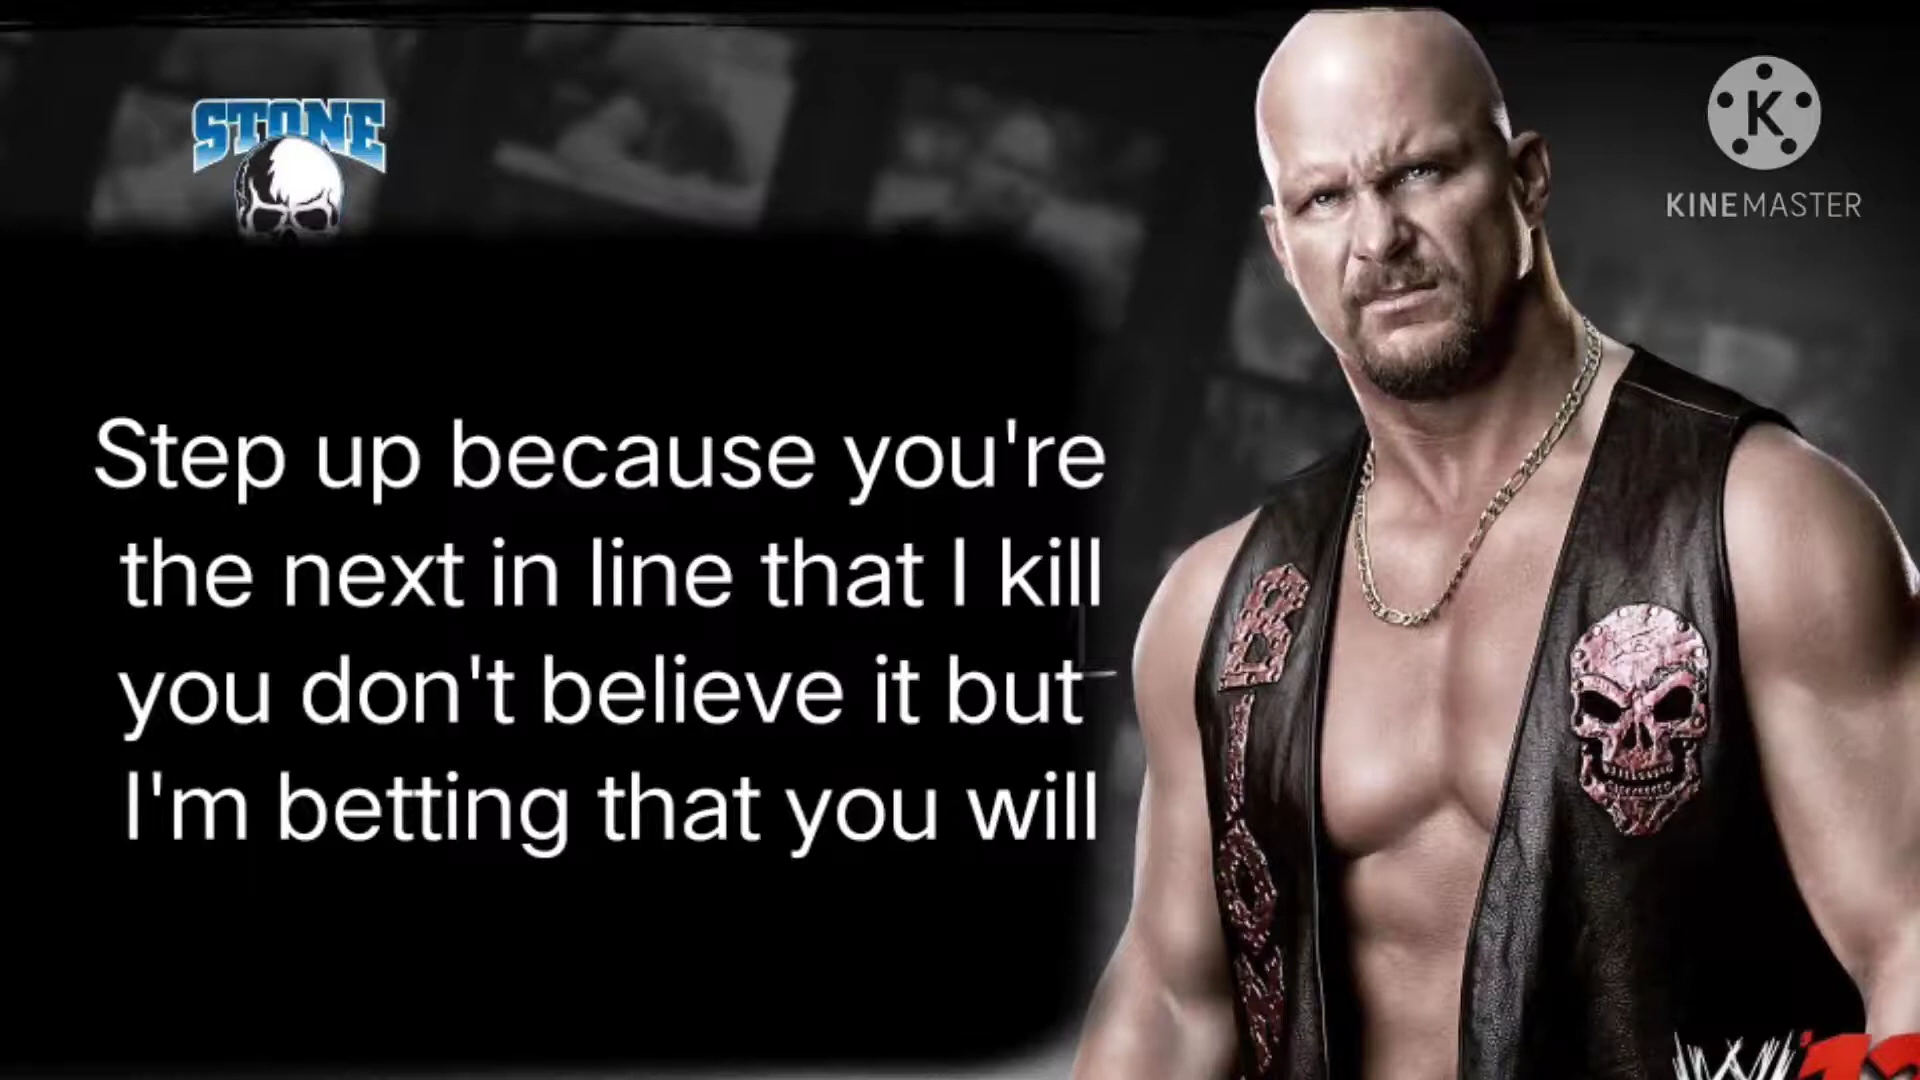 STONE
K
KINEMASTER
Step up because you're
the next in line that I kill
you don't believe it but
I'm betting that you will